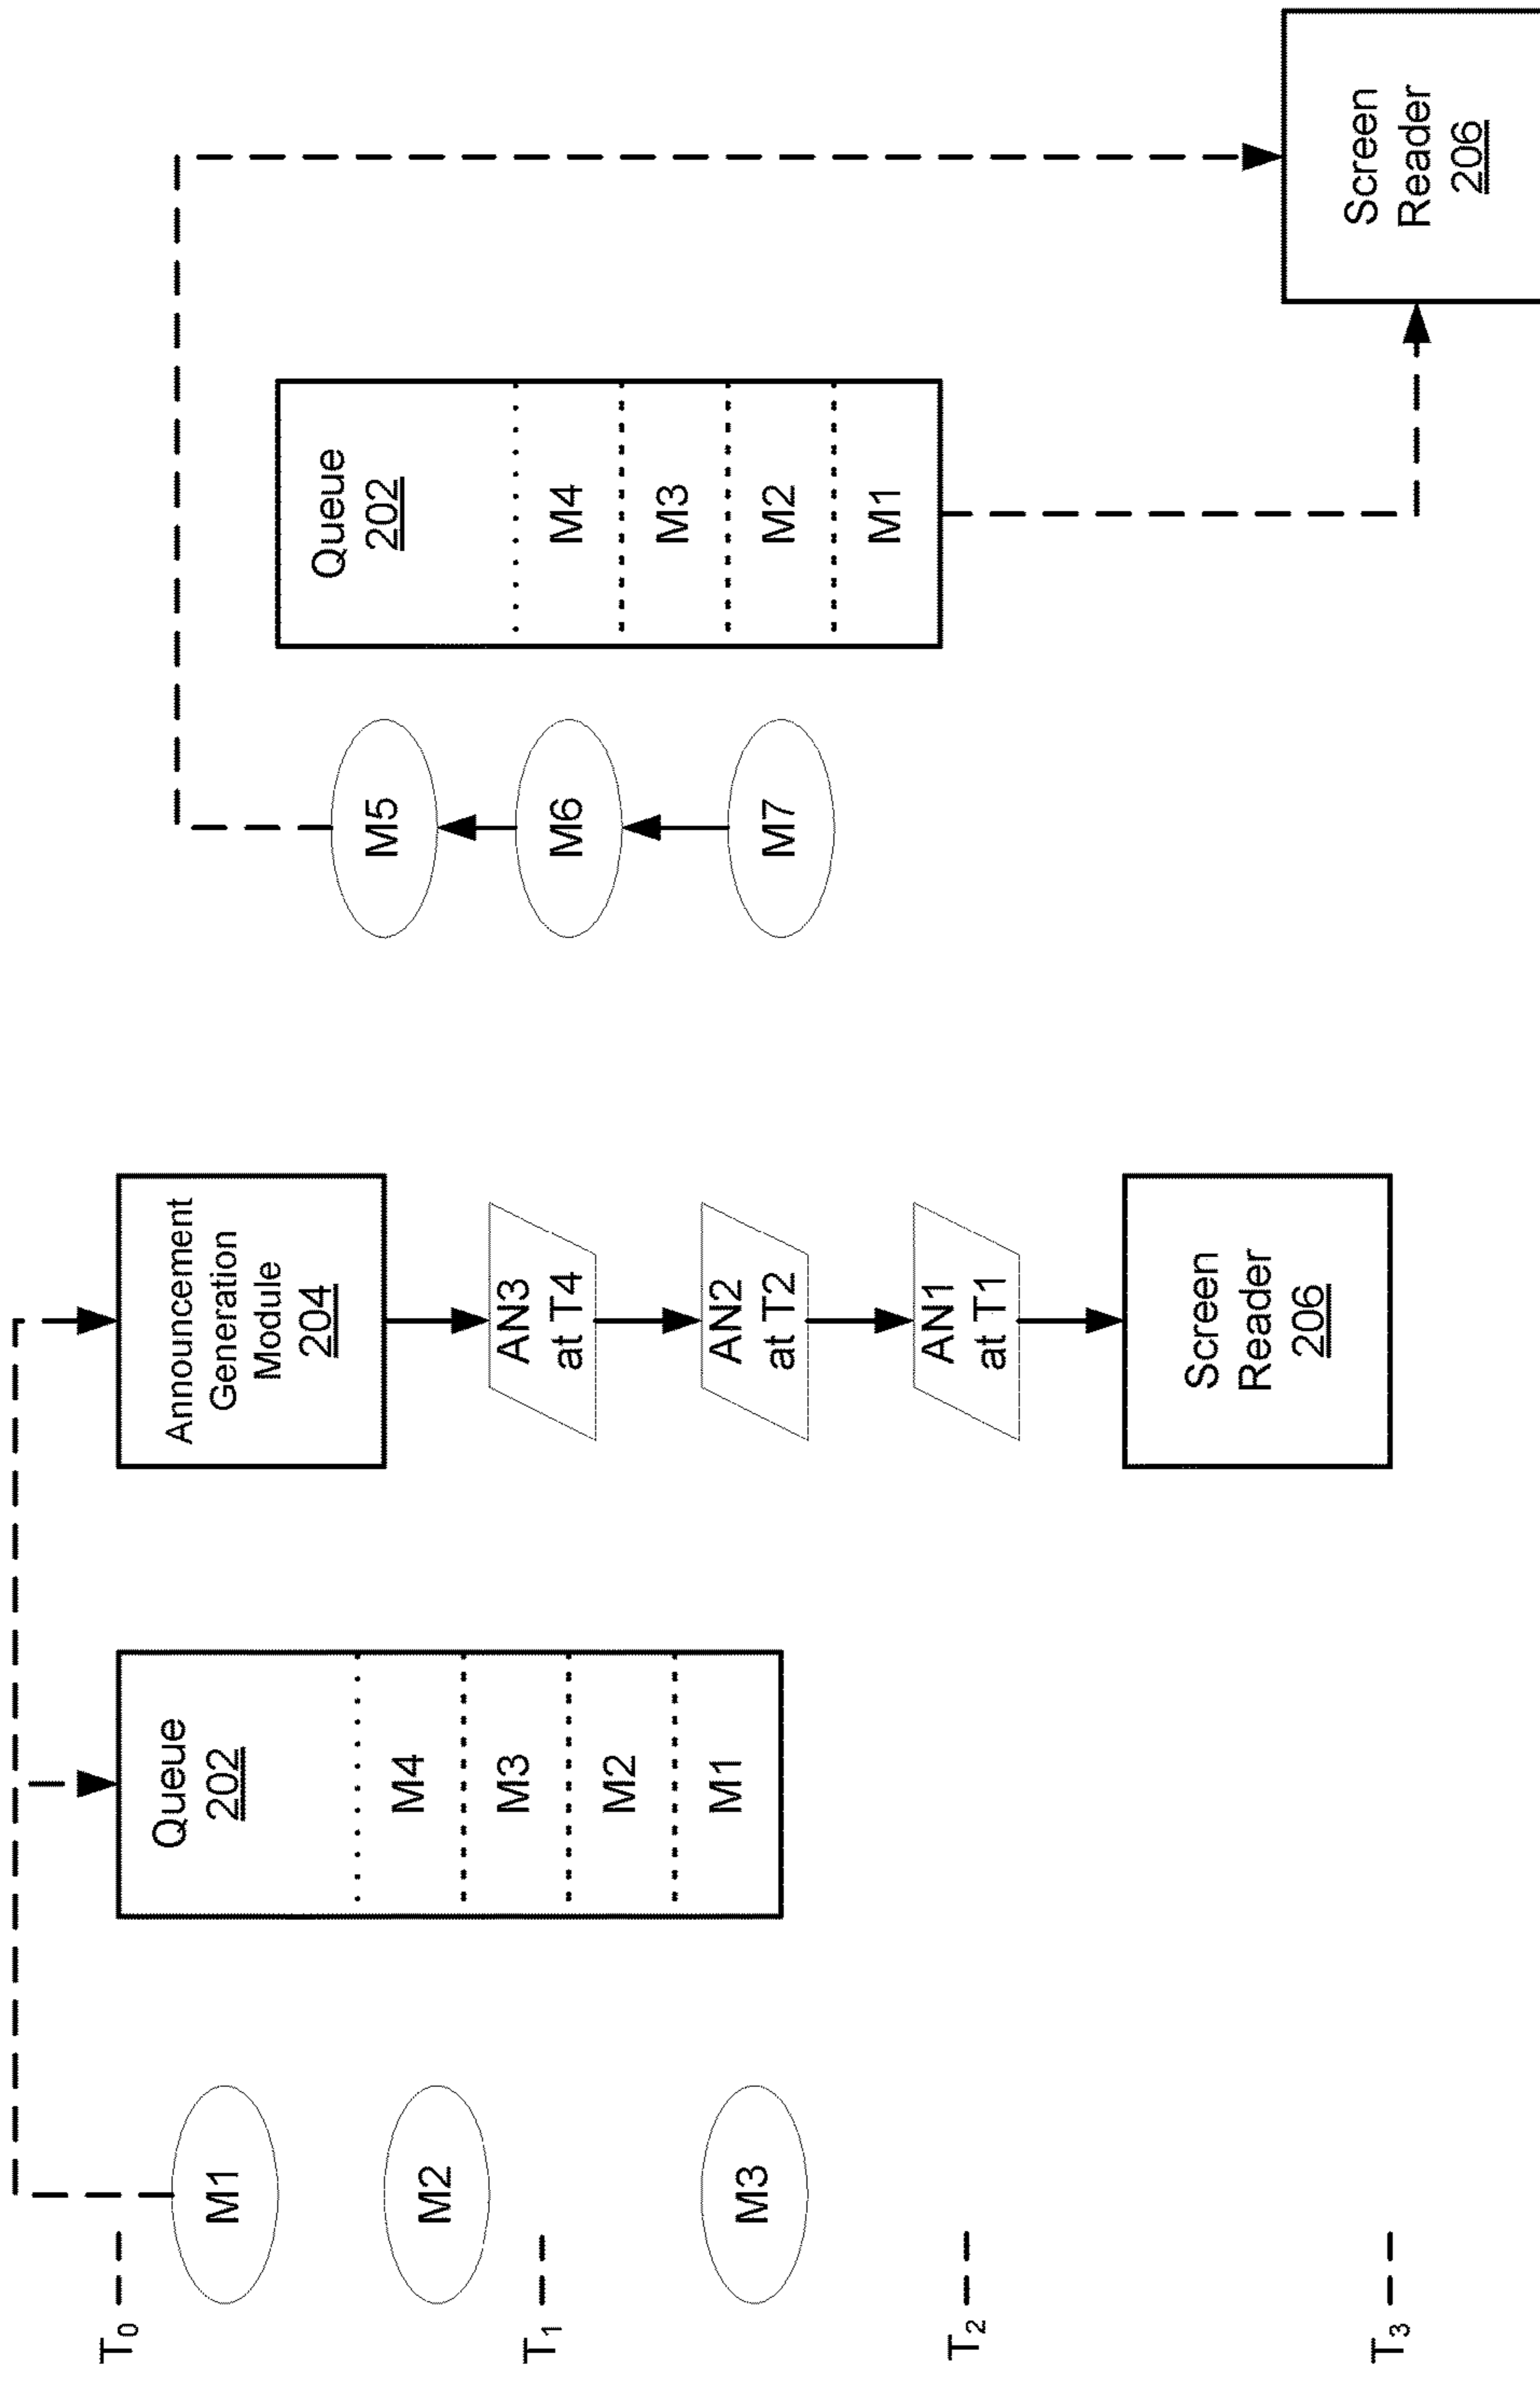 T0
T1
T2
T3
M1
M2
M3
Queue
202
M4
M3
M2
M1
Announcement
Generation
Module
204
AN3
at T4
AN2
at T2
AN1
at T1
Screen
Reader
206
M5
M6
M7
Queue
202
M4
M3
M2
M1
Screen
Reader
206